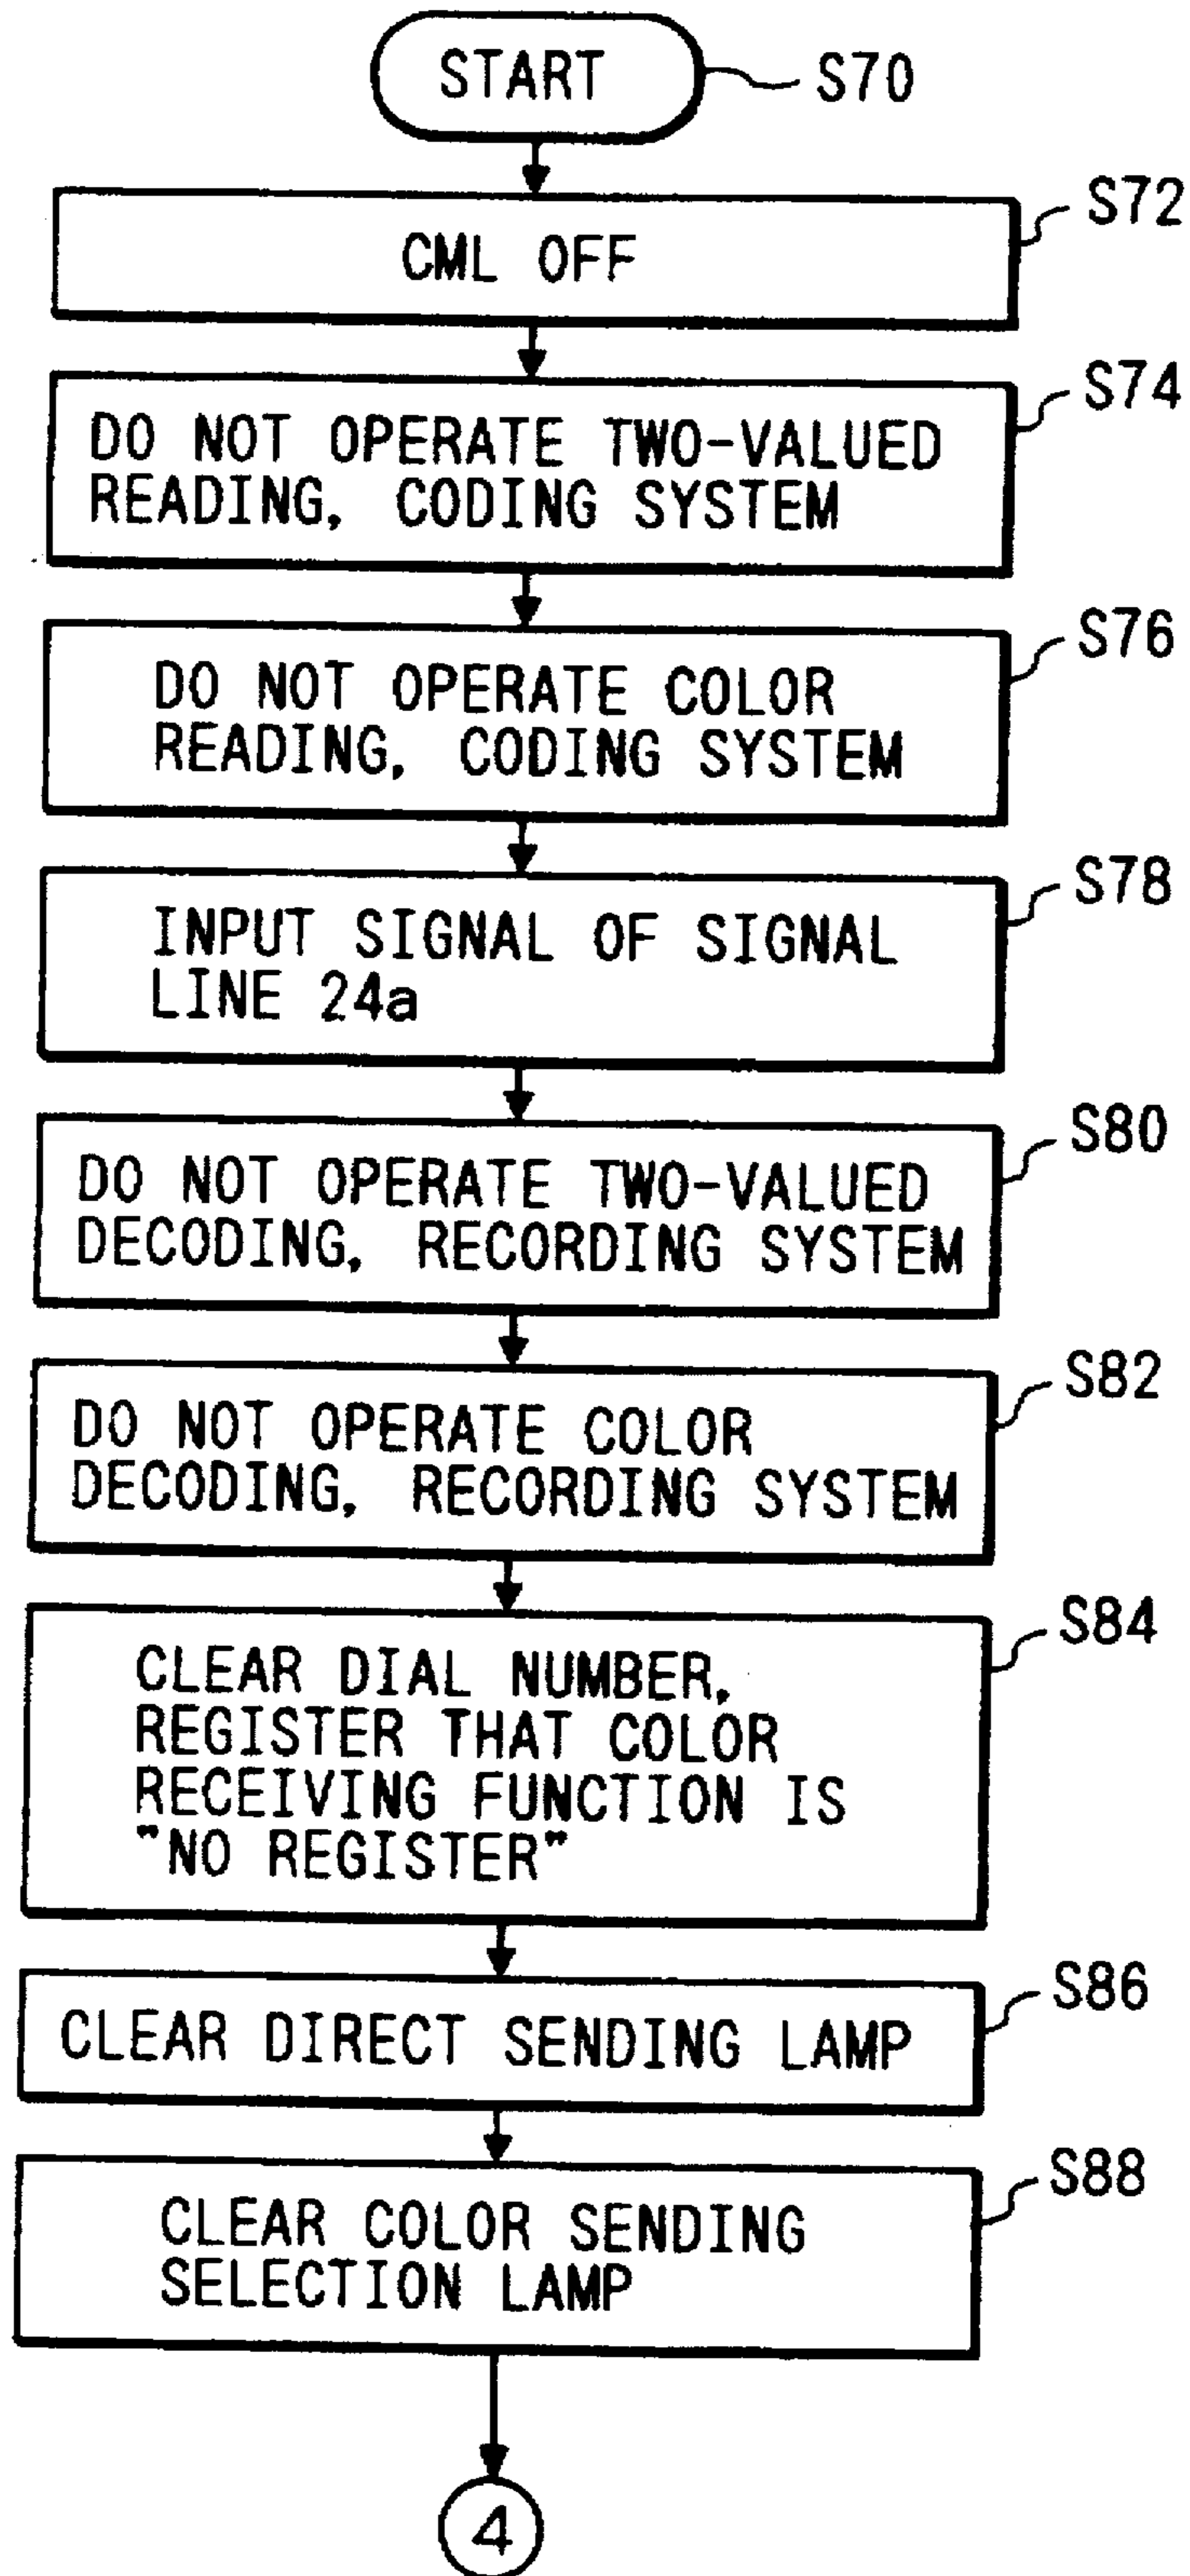 START
S70
CML OFF
S72
DO NOT OPERATE TWO-VALUED
READING, CODING SYSTEM
S74
DO NOT OPERATE COLOR
READING, CODING SYSTEM
S76
INPUT SIGNAL OF SIGNAL
LINE 24a
S78
DO NOT OPERATE TWO-VALUED
DECODING, RECORDING SYSTEM
S80
DO NOT OPERATE COLOR
DECODING, RECORDING SYSTEM
S82
CLEAR DIAL NUMBER,
REGISTER THAT COLOR
RECEIVING FUNCTION IS
"NO REGISTER"
S84
CLEAR DIRECT SENDING LAMP
S86
CLEAR COLOR SENDING
SELECTION LAMP
S88
4